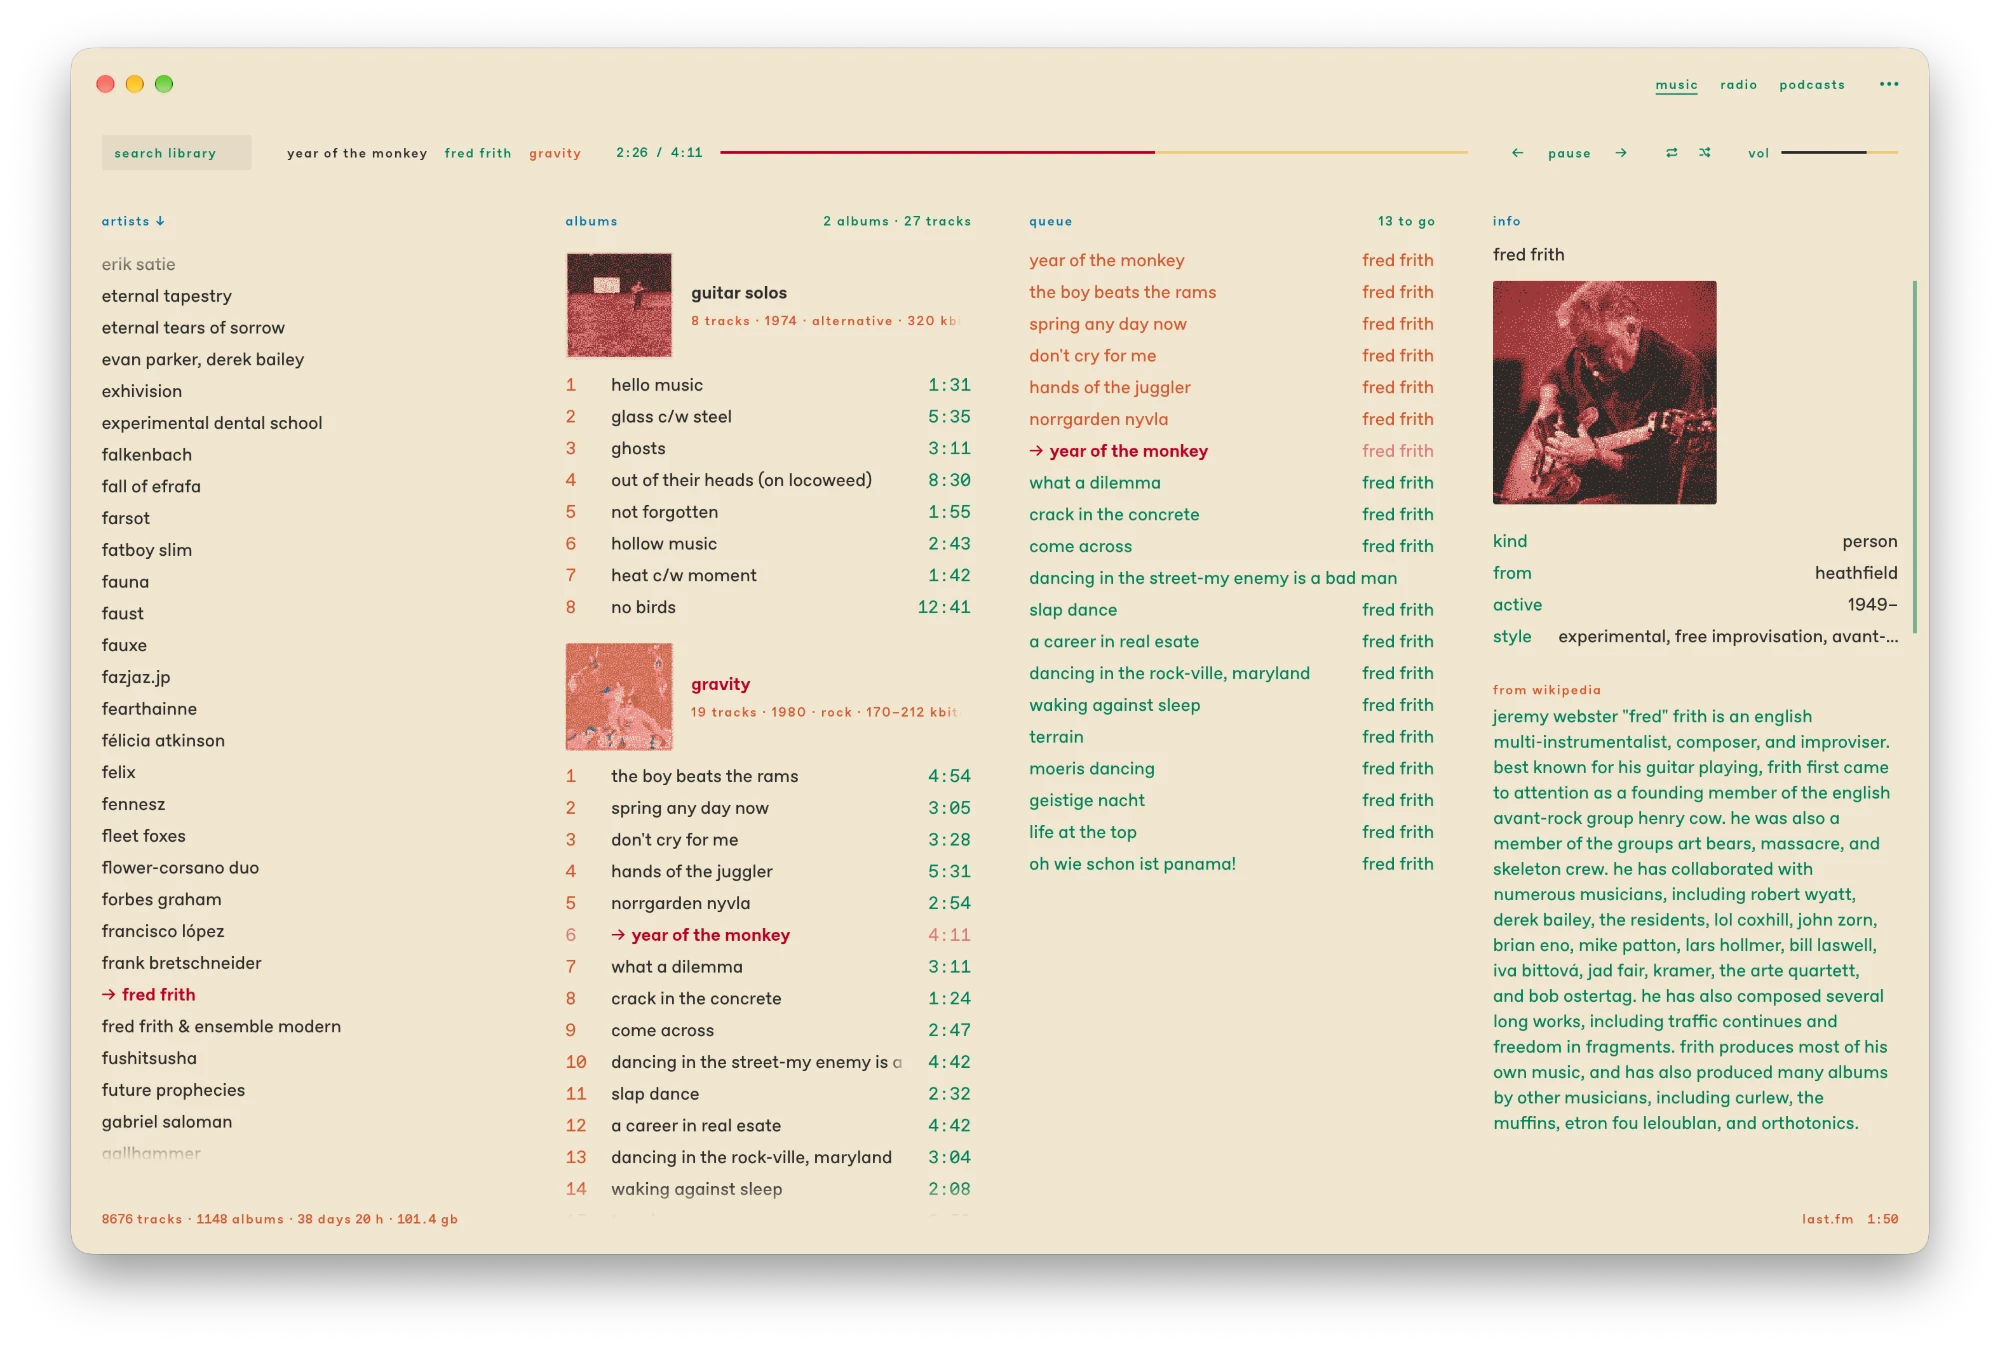 music radio podcasts •••
search library year of the monkey fred frith gravity 2:26 / 4:11 ← pause → vol
artists ↓
erik satie
eternal tapestry
eternal tears of sorrow
evan parker, derek bailey
exhivision
experimental dental school
falkenbach
fall of efrafa
farsot
fatboy slim
fauna
faust
fauxe
fazjaz.jp
fearthainne
félicia atkinson
felix
fennesz
fleet foxes
flower-corsano duo
forbes graham
francisco lópez
frank bretschneider
→ fred frith
fred frith & ensemble modern
fushitsusha
future prophecies
gabriel saloman
gallhammer
albums 2 albums · 27 tracks
guitar solos
8 tracks · 1974 · alternative · 320 kbi
1 hello music 1:31
2 glass c/w steel 5:35
3 ghosts 3:11
4 out of their heads (on locoweed) 8:30
5 not forgotten 1:55
6 hollow music 2:43
7 heat c/w moment 1:42
8 no birds 12:41
gravity
19 tracks · 1980 · rock · 170–212 kbit
1 the boy beats the rams 4:54
2 spring any day now 3:05
3 don't cry for me 3:28
4 hands of the juggler 5:31
5 norrgarden nyvla 2:54
6 → year of the monkey 4:11
7 what a dilemma 3:11
8 crack in the concrete 1:24
9 come across 2:47
10 dancing in the street-my enemy is a 4:42
11 slap dance 2:32
12 a career in real esate 4:42
13 dancing in the rock-ville, maryland 3:04
14 waking against sleep 2:08
queue 13 to go
year of the monkey fred frith
the boy beats the rams fred frith
spring any day now fred frith
don't cry for me fred frith
hands of the juggler fred frith
norrgarden nyvla fred frith
→ year of the monkey fred frith
what a dilemma fred frith
crack in the concrete fred frith
come across fred frith
dancing in the street-my enemy is a bad man
slap dance fred frith
a career in real esate fred frith
dancing in the rock-ville, maryland fred frith
waking against sleep fred frith
terrain fred frith
moeris dancing fred frith
geistige nacht fred frith
life at the top fred frith
oh wie schon ist panama! fred frith
info
fred frith
kind person
from heathfield
active 1949–
style experimental, free improvisation, avant-...
from wikipedia
jeremy webster "fred" frith is an english
multi-instrumentalist, composer, and improviser.
best known for his guitar playing, frith first came
to attention as a founding member of the english
avant-rock group henry cow. he was also a
member of the groups art bears, massacre, and
skeleton crew. he has collaborated with
numerous musicians, including robert wyatt,
derek bailey, the residents, lol coxhill, john zorn,
brian eno, mike patton, lars hollmer, bill laswell,
iva bittová, jad fair, kramer, the arte quartett,
and bob ostertag. he has also composed several
long works, including traffic continues and
freedom in fragments. frith produces most of his
own music, and has also produced many albums
by other musicians, including curlew, the
muffins, etron fou leloublan, and orthotonics.
8676 tracks · 1148 albums · 38 days 20 h · 101.4 gb
last.fm 1:50